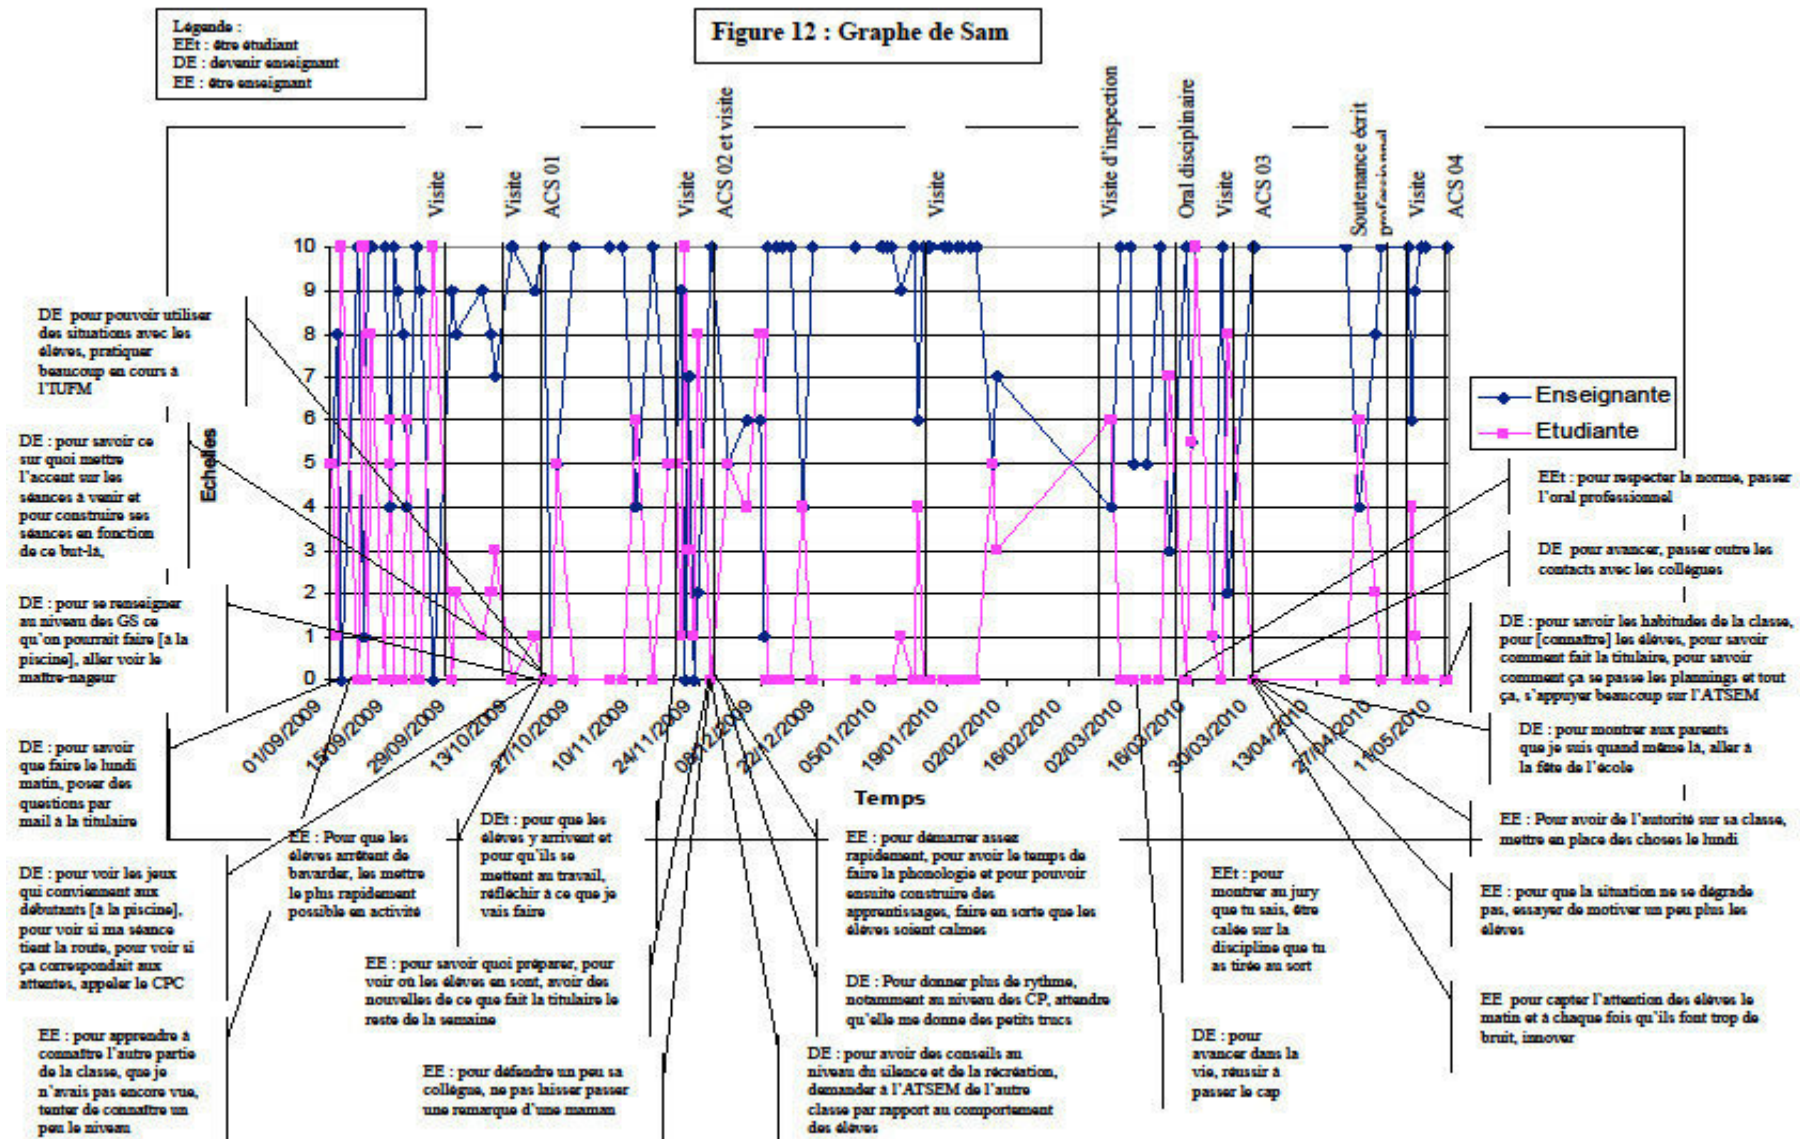 Légende :
EEt : être étudiant
DE : devenir enseignant
EE : être enseignant
Figure 12 : Graphe de Sam
Visite
Visite
ACS 01
Visite
ACS 02 et visite
Visite
Visite d'inspection
Oral disciplinaire
Visite
ACS 03
Soutenance écrit
professionnel
Visite
ACS 04
10
9
8
7
6
5
4
3
2
1
0
Echelles
01/09/2009
15/09/2009
29/09/2009
13/10/2009
27/10/2009
10/11/2009
24/11/2009
08/12/2009
22/12/2009
05/01/2010
19/01/2010
02/02/2010
16/02/2010
02/03/2010
16/03/2010
30/03/2010
13/04/2010
27/04/2010
11/05/2010
Temps
Enseignante
Etudiante
DE pour pouvoir utiliser
des situations avec les
élèves, pratiquer
beaucoup en cours à
l'IUFM
DE : pour savoir ce
sur quoi mettre
l'accent sur les
séances à venir et
pour construire ses
séances en fonction
de ce but-là,
DE : pour se renseigner
au niveau des GS ce
qu'on pourrait faire [à la
piscine], aller voir le
maître-nageur
DE : pour savoir
que faire le lundi
matin, poser des
questions par
mail à la titulaire
DE : pour voir les jeux
qui conviennent aux
débutants [à la piscine],
pour voir si ma séance
tient la route, pour voir si
ça correspondait aux
attentes, appeler le CPC
EE : pour apprendre à
connaître l'autre partie
de la classe, que je
n'avais pas encore vue,
tenter de connaître un
peu le niveau
EE : Pour que les
élèves arrêtent de
bavarder, les mettre
le plus rapidement
possible en activité
DEt : pour que les
élèves y arrivent et
pour qu'ils se
mettent au travail,
réfléchir à ce que je
vais faire
EE : pour savoir quoi préparer, pour
voir où les élèves en sont, avoir des
nouvelles de ce que fait la titulaire le
reste de la semaine
EE : pour défendre un peu sa
collègue, ne pas laisser passer
une remarque d'une maman
EE : pour démarrer assez
rapidement, pour avoir le temps de
faire la phonologie et pour pouvoir
ensuite construire des
apprentissages, faire en sorte que les
élèves soient calmes
DE : Pour donner plus de rythme,
notamment au niveau des CP, attendre
qu'elle me donne des petits trucs
DE : pour avoir des conseils au
niveau du silence et de la récréation,
demander à l'ATSEM de l'autre
classe par rapport au comportement
des élèves
EEt : pour
montrer au jury
que tu sais, être
calée sur la
discipline que tu
as tirée au sort
DE : pour
avancer dans la
vie, réussir à
passer le cap
EEt : pour respecter la norme, passer
l'oral professionnel
DE pour avancer, passer outre les
contacts avec les collègues
DE : pour savoir les habitudes de la classe,
pour [connaître] les élèves, pour savoir
comment fait la titulaire, pour savoir
comment ça se passe les plannings et tout
ça, s'appuyer beaucoup sur l'ATSEM
DE : pour montrer aux parents
que je suis quand même là, aller à
la fête de l'école
EE : Pour avoir de l'autorité sur sa classe,
mettre en place des choses le lundi
EE : pour que la situation ne se dégrade
pas, essayer de motiver un peu plus les
élèves
EE pour capter l'attention des élèves le
matin et à chaque fois qu'ils font trop de
bruit, innover